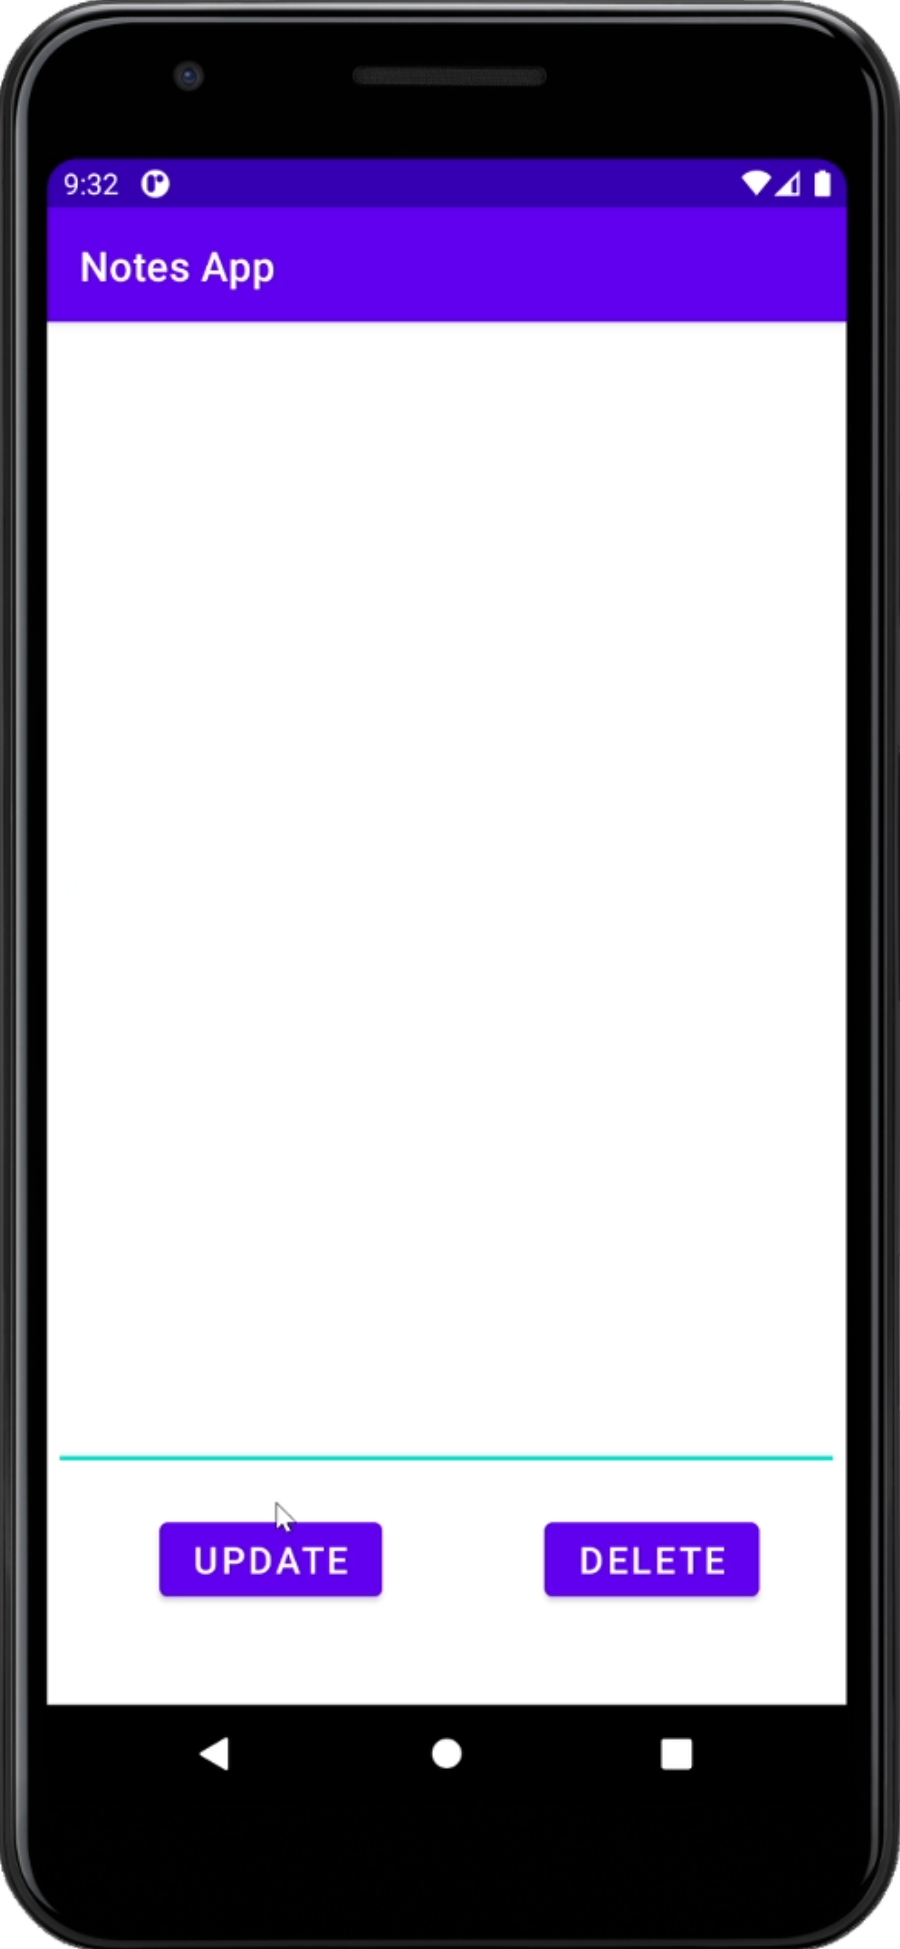 9:32
Notes App
UPDATE
DELETE